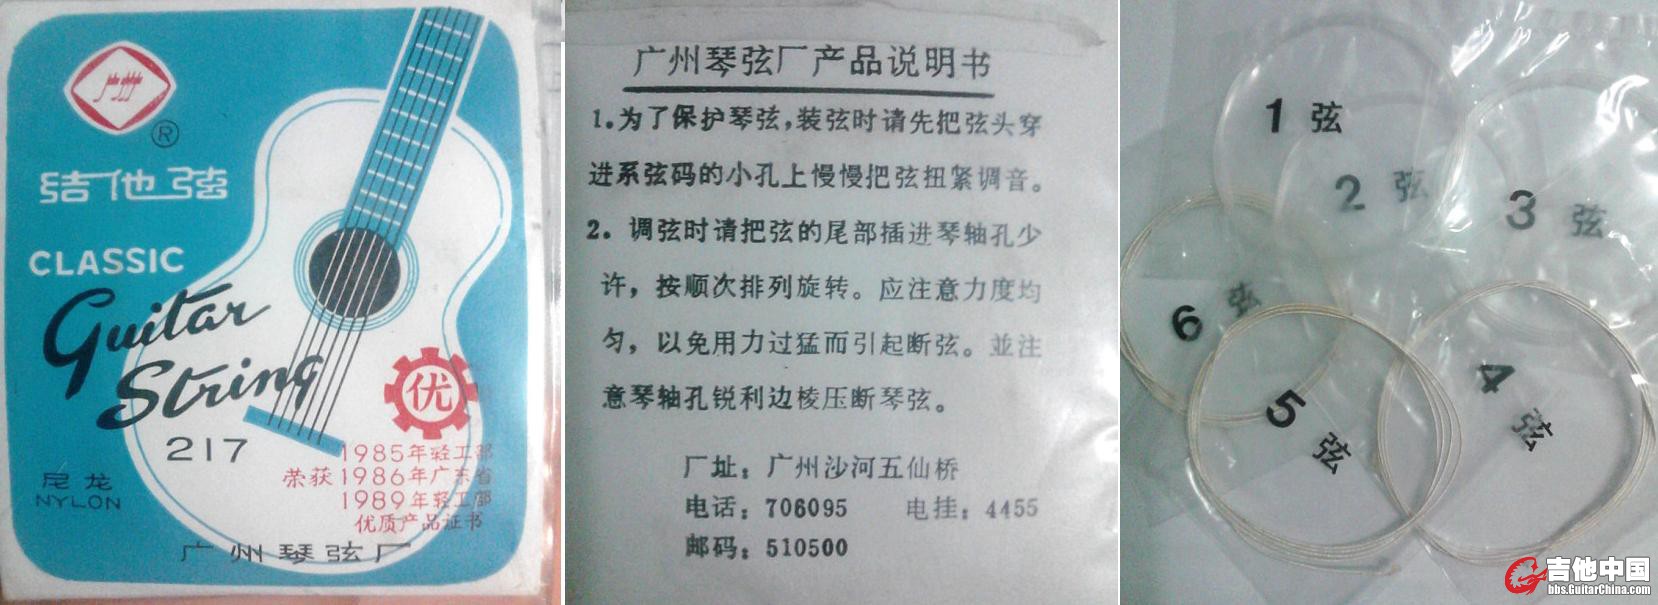 广州
®
吉他弦
CLASSIC
Guitar
String
217
尼龙
NYLON
优
1985年轻工部
荣获1986年广东省
1989年轻工部
优质产品证书
广州琴弦厂
广州琴弦厂产品说明书
1.为了保护琴弦,装弦时请先把弦头穿
进系弦码的小孔上慢慢把弦扭紧调音。
2.调弦时请把弦的尾部插进琴轴孔少
许，按顺次排列旋转。应注意力度均
匀，以免用力过猛而引起断弦。並注
意琴轴孔锐利边棱压断琴弦。
厂址：广州沙河五仙桥
电话：706095 电挂：4455
邮码：510500
1 弦
2 弦
3 弦
6 弦
5 弦
4 弦
吉他中国
bbs.GuitarChina.com